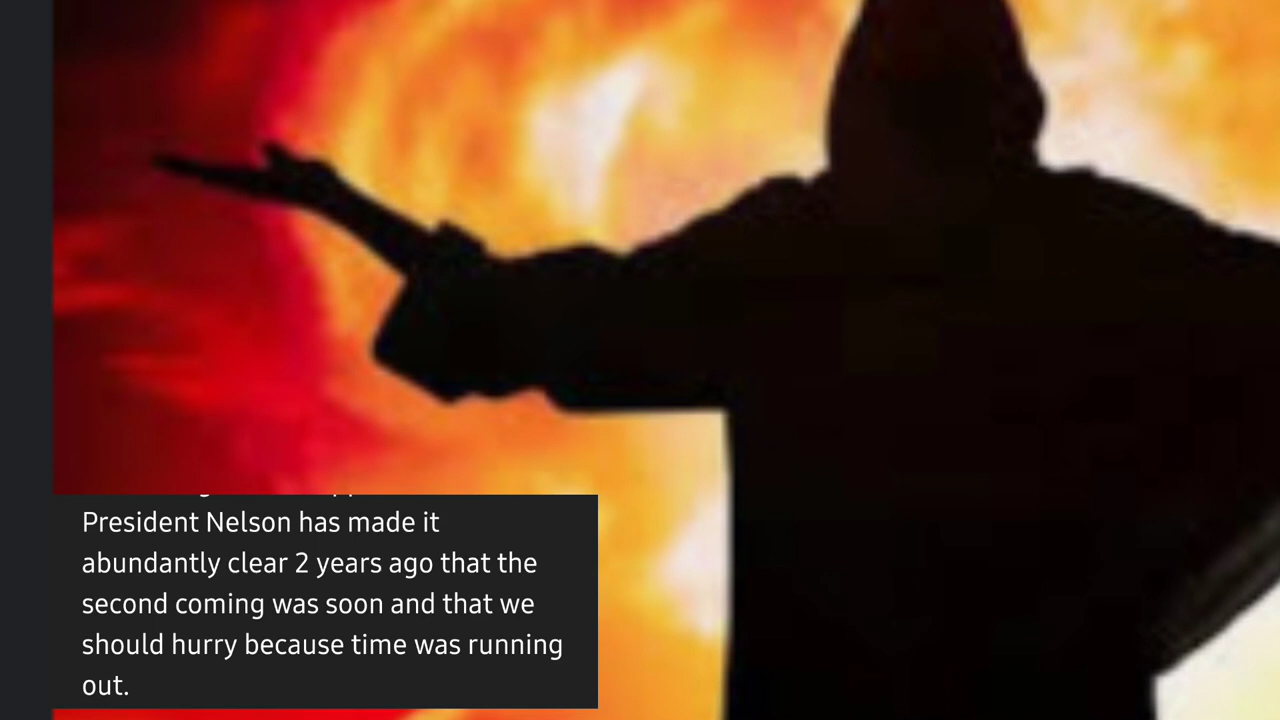 President Nelson has made it
abundantly clear 2 years ago that the
second coming was soon and that we
should hurry because time was running
out.